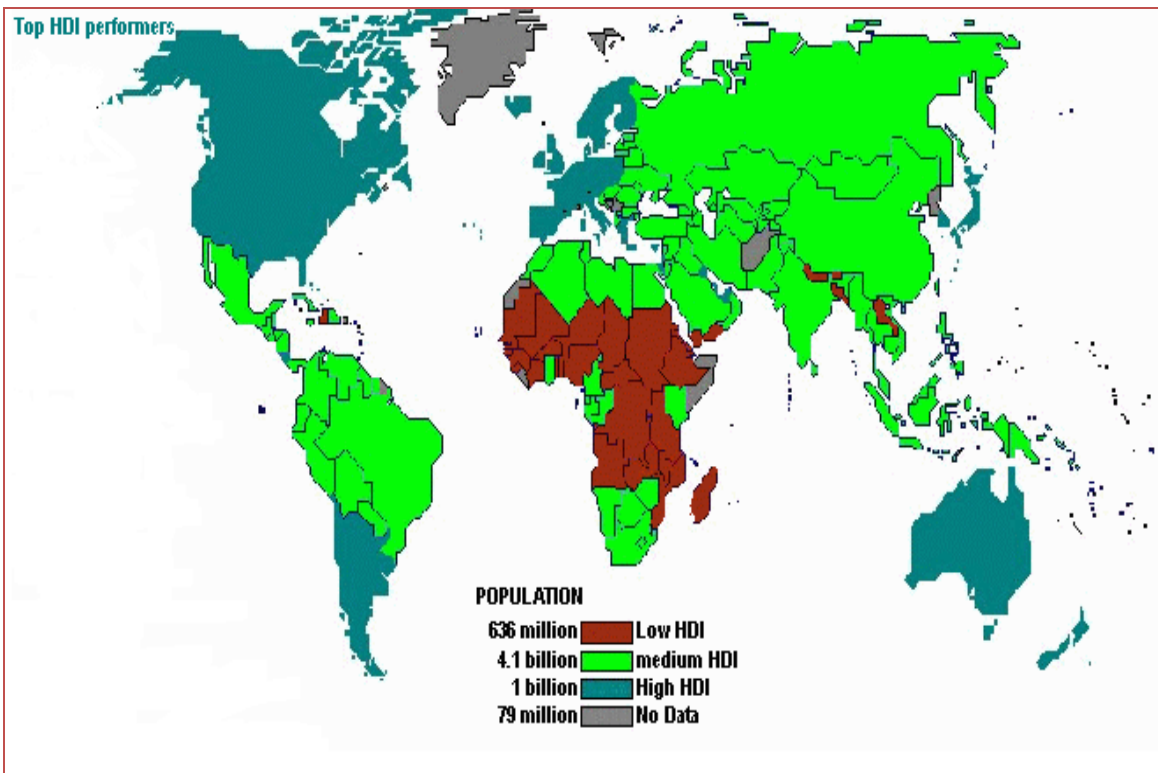 Top HDI performers
POPULATION
636 million Low HDI
4.1 billion medium HDI
1 billion High HDI
79 million No Data